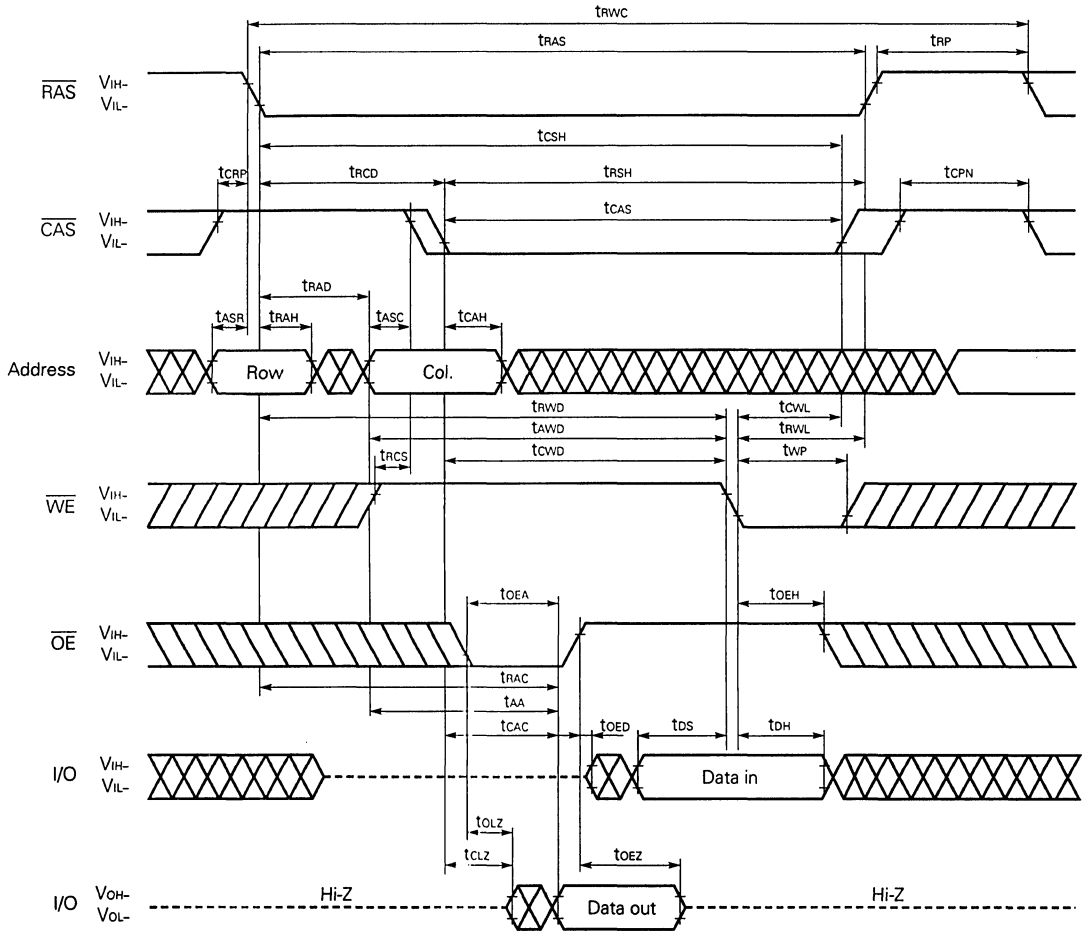 tRWC
tRAS
tRP
RAS
VIH-
VIL-
tCSH
tCRP
tRCD
tRSH
tCPN
tCAS
CAS
VIH-
VIL-
tRAD
tASR
tRAH
tASC
tCAH
Address
VIH-
VIL-
Row
Col.
tRWD
tCWL
tAWD
tRWL
tRCS
tCWD
tWP
WE
VIH-
VIL-
tOEA
tOEH
OE
VIH-
VIL-
tRAC
tAA
tCAC
tOED
tDS
tDH
I/O
VIH-
VIL-
Data in
tOLZ
tCLZ
tOEZ
I/O
VOH-
VOL-
Hi-Z
Data out
Hi-Z